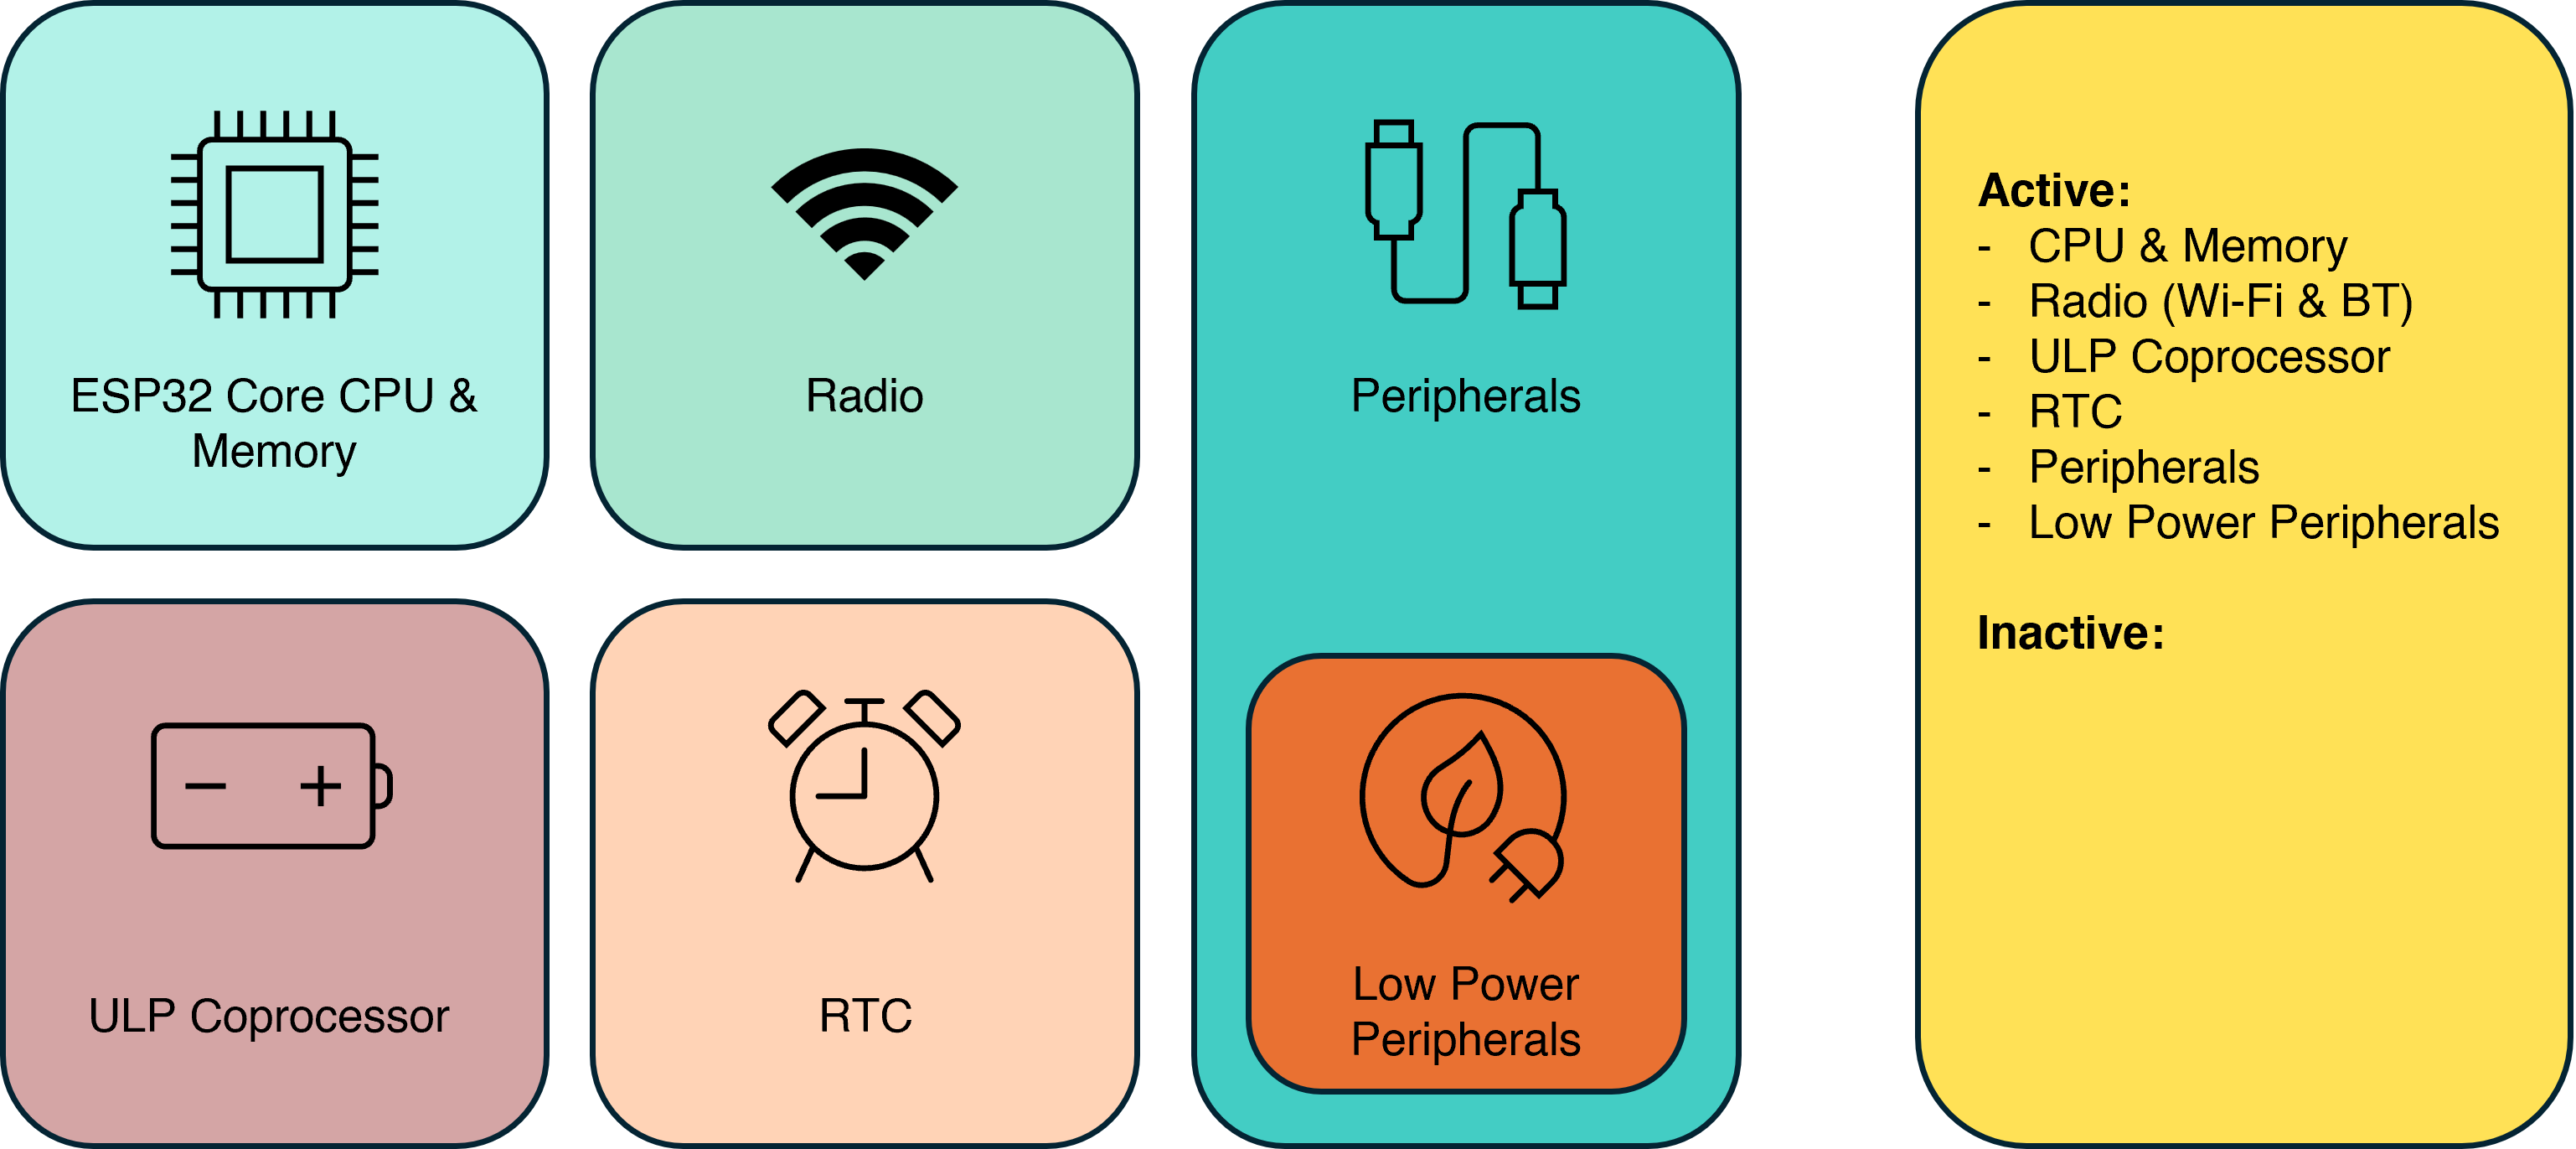 ESP32 Core CPU &
Memory
Radio
Peripherals
ULP Coprocessor
RTC
Low Power
Peripherals
Active:
- CPU & Memory
- Radio (Wi-Fi & BT)
- ULP Coprocessor
- RTC
- Peripherals
- Low Power Peripherals
Inactive: